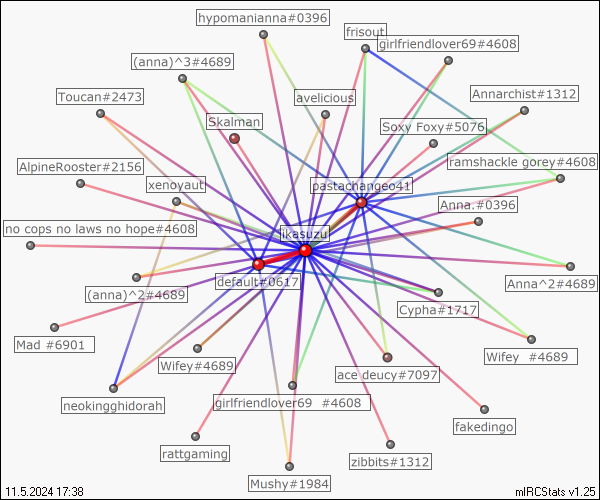 hypomanianna#0396
frisout
girlfriendlover69#4608
(anna)^3#4689
Toucan#2473
avelicious
Annarchist#1312
Skalman
Soxy Foxy#5076
AlpineRooster#2156
ramshackle gorey#4608
xenoyaut
pastachangeo41
Anna.#0396
no cops no laws no hope#4608
ikasuzu
default#0617
Anna^2#4689
(anna)^2#4689
Cypha#1717
Mad #6901
Wifey #4689
Wifey#4689
ace deucy#7097
neokingghidorah
girlfriendlover69 #4608
fakedingo
rattgaming
zibbits#1312
Mushy#1984
11.5.2024 17:38
mIRCStats v1.25